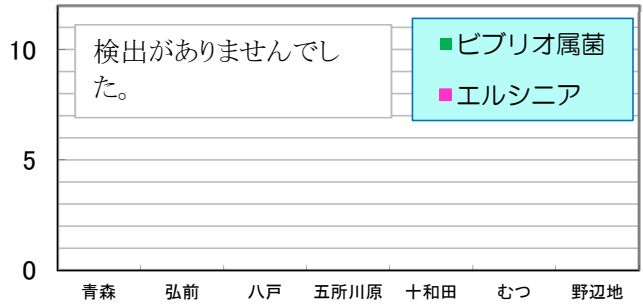 10
検出がありませんでし
た。
ビブリオ属菌
エルシニア
5
0
青森 弘前 八戸 五所川原 十和田 むつ 野辺地